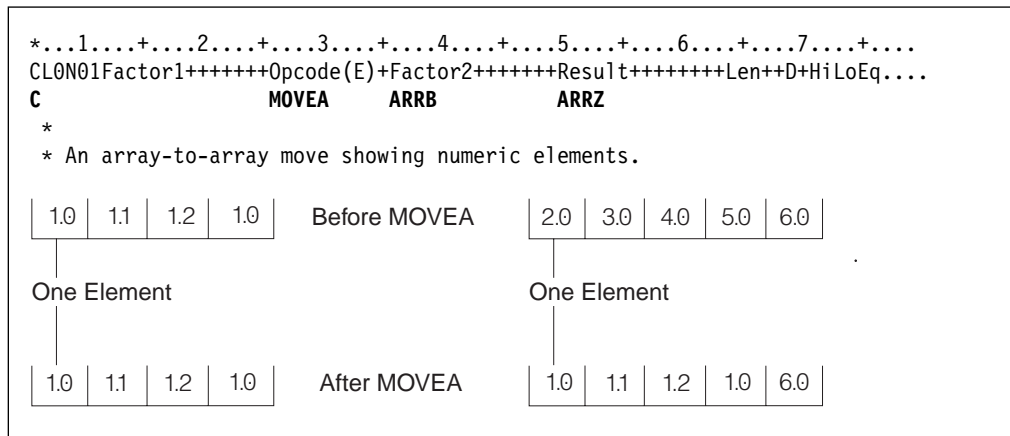 *...1....+....2....+....3....+....4....+....5....+....6....+....7....+....
CL0N01Factor1+++++++Opcode(E)+Factor2+++++++Result++++++++Len++D+HiLoEq....
C MOVEA ARRB ARRZ
*
* An array-to-array move showing numeric elements.
1.0 1.1 1.2 1.0 Before MOVEA 2.0 3.0 4.0 5.0 6.0
One Element One Element
1.0 1.1 1.2 1.0 After MOVEA 1.0 1.1 1.2 1.0 6.0